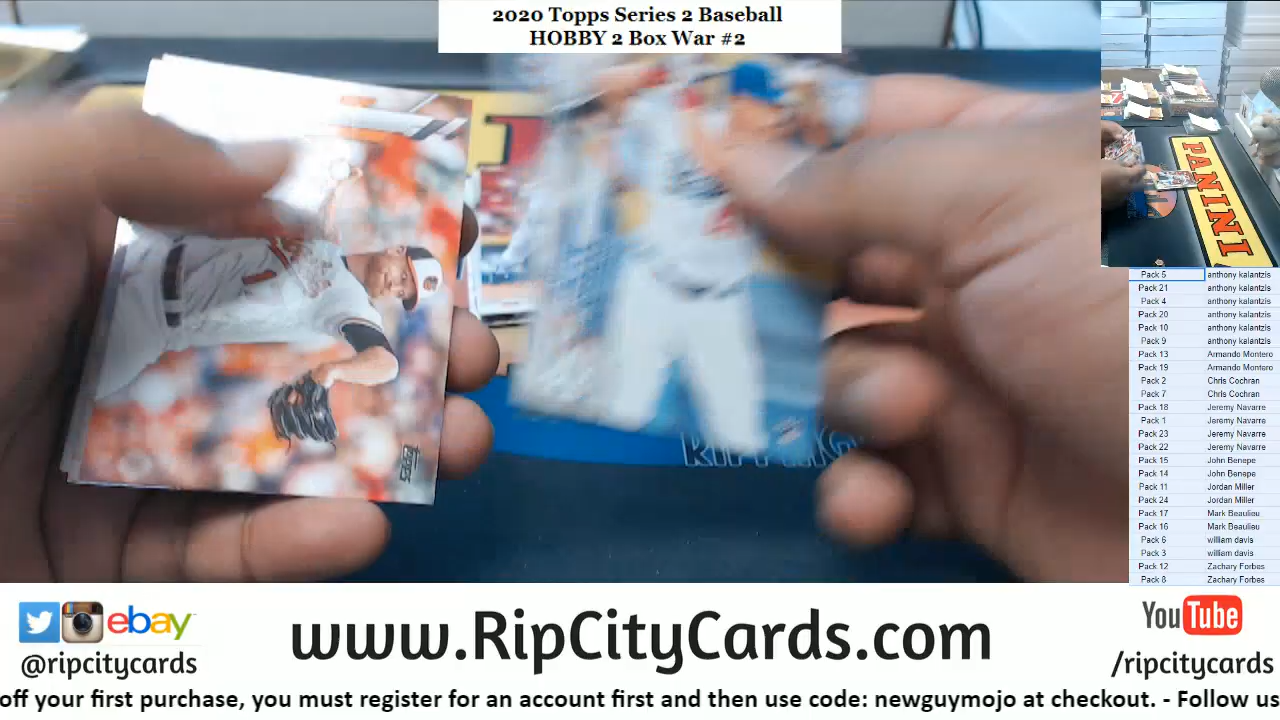 2020 Topps Series 2 Baseball
HOBBY 2 Box War #2
PANINI
Pack 5 anthony kalantzis
Pack 21 anthony kalantzis
Pack 4 anthony kalantzis
Pack 20 anthony kalantzis
Pack 10 anthony kalantzis
Pack 9 anthony kalantzis
Pack 13 Armando Montero
Pack 19 Armando Montero
Pack 2 Chris Cochran
Pack 7 Chris Cochran
Pack 18 Jeremy Navarre
Pack 1 Jeremy Navarre
Pack 23 Jeremy Navarre
Pack 22 Jeremy Navarre
Pack 15 John Benepe
Pack 14 John Benepe
Pack 11 Jordan Miller
Pack 24 Jordan Miller
Pack 17 Mark Beaulieu
Pack 16 Mark Beaulieu
Pack 6 william davis
Pack 3 william davis
Pack 12 Zachary Forbes
Pack 8 Zachary Forbes
ebay
@ripcitycards
www.RipCityCards.com
YouTube
/ripcitycards
off your first purchase, you must register for an account first and then use code: newguymojo at checkout. - Follow us